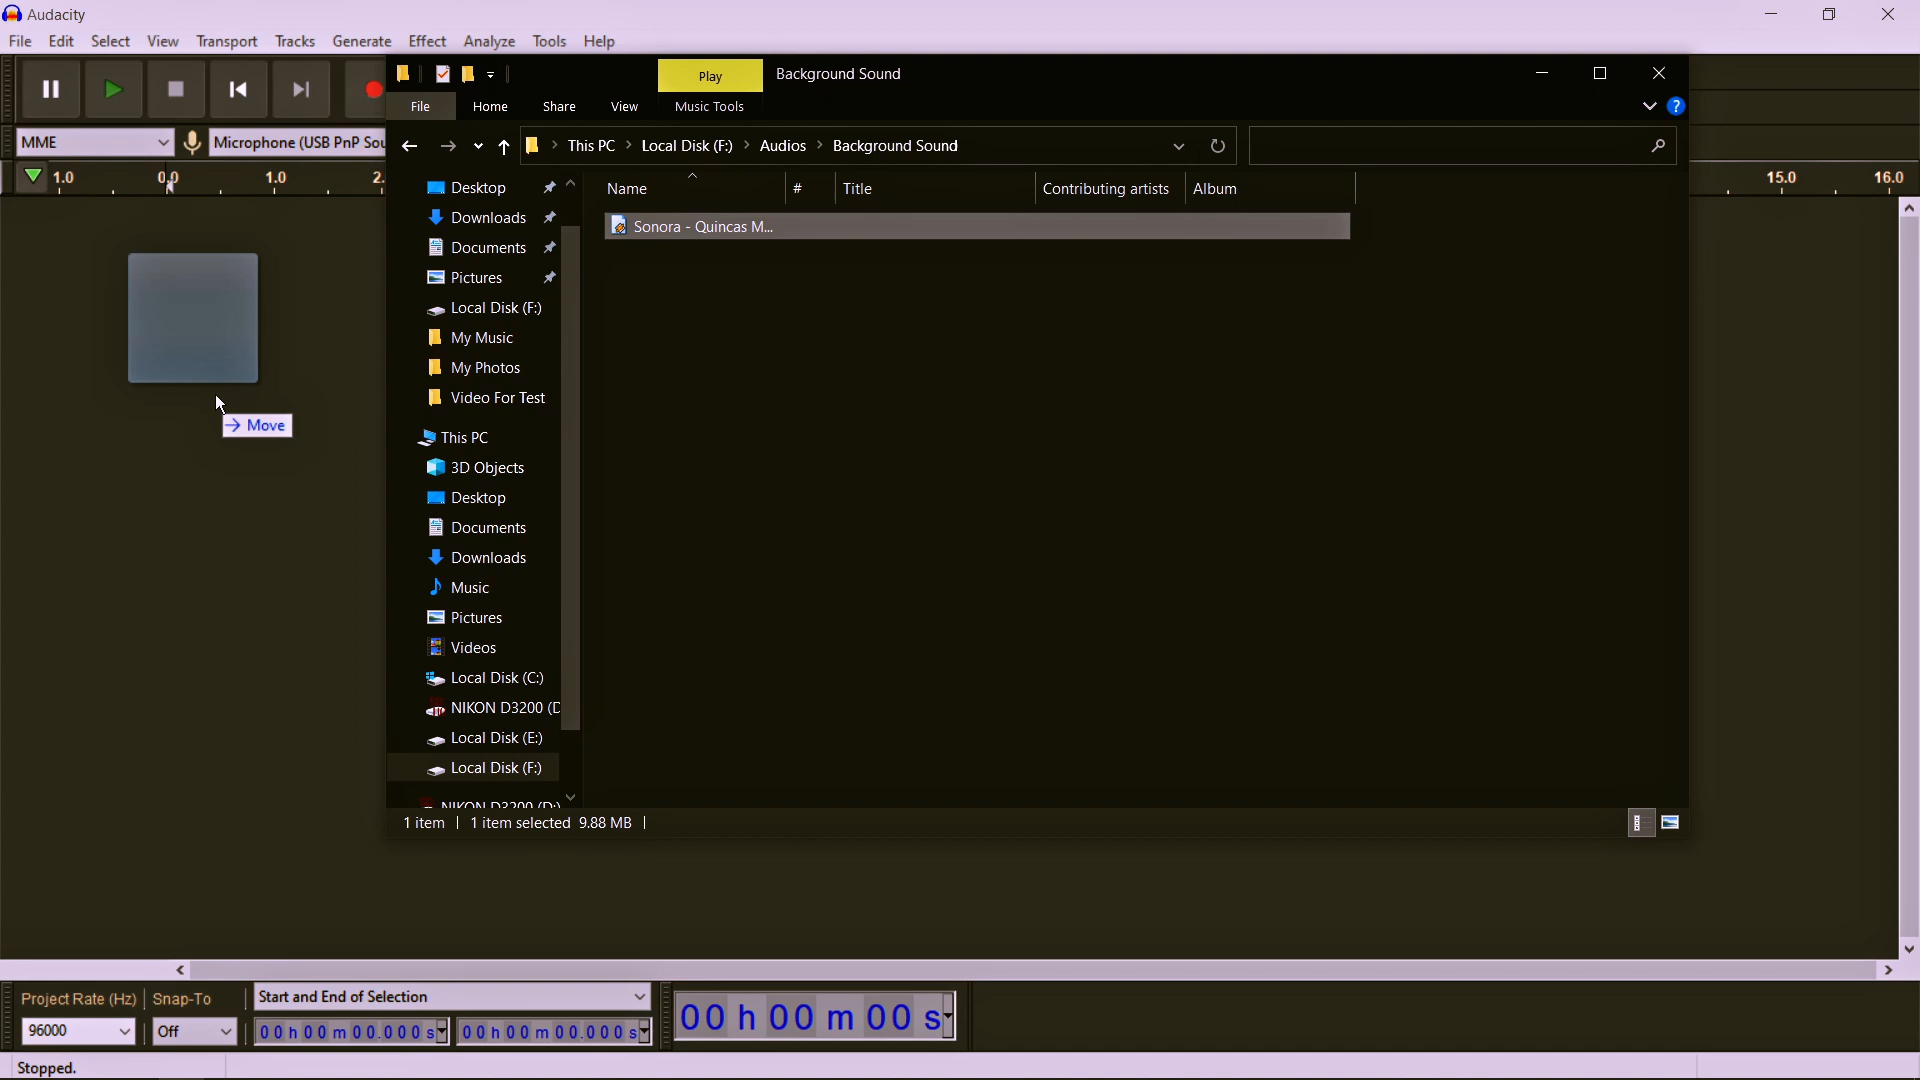 Audacity
File Edit Select View Transport Tracks Generate Effect Analyze Tools Help
Play
Background Sound
File Home Share View Music Tools
MME
Microphone (USB PnP Sou
This PC Local Disk (F:) Audios Background Sound
1.0 0.0 1.0 2. 15.0 16.0
Name # Title Contributing artists Album
Sonora - Quincas M...
Desktop
Downloads
Documents
Pictures
Local Disk (F:)
My Music
My Photos
Video For Test
Move
This PC
3D Objects
Desktop
Documents
Downloads
Music
Pictures
Videos
Local Disk (C:)
NIKON D3200 (D
Local Disk (E:)
Local Disk (F:)
NIKON D3200 (D:)
1 item 1 item selected 9.88 MB
Project Rate (Hz) Snap-To Start and End of Selection
96000 Off 00 h 00 m 00.000 s 00 h 00 m 00.000 s 00 h 00 m 00 s
Stopped.